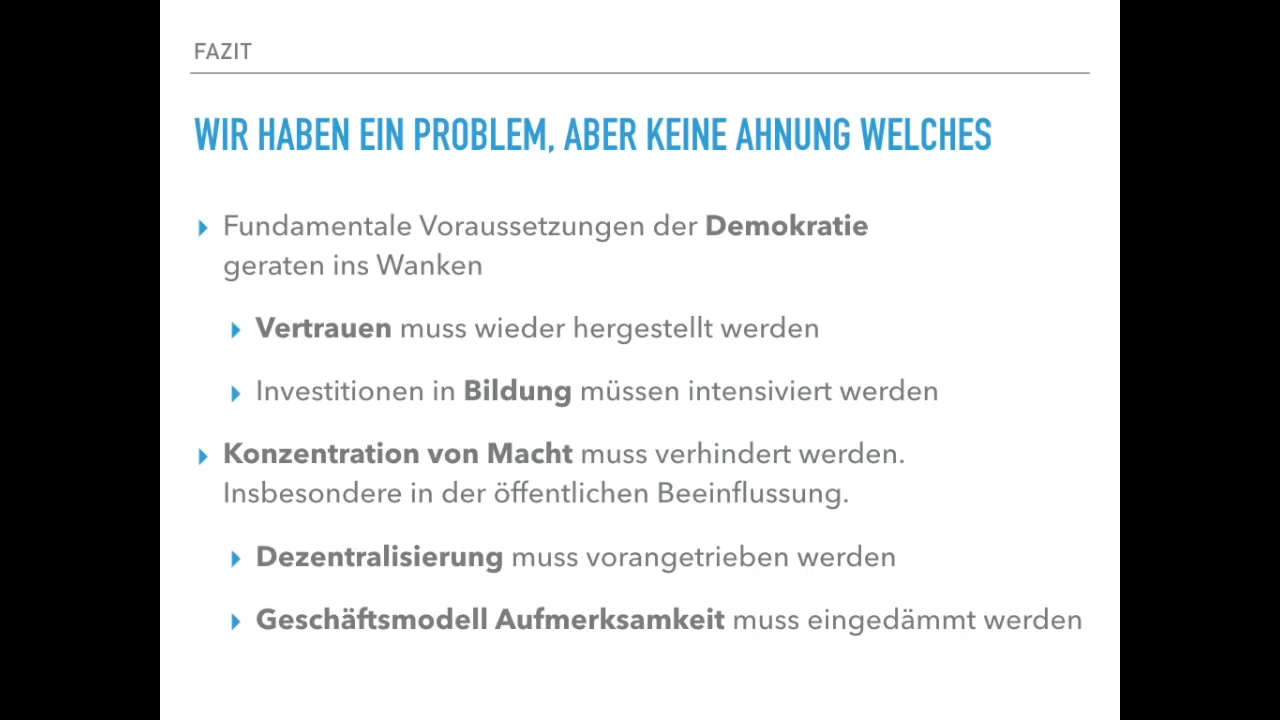 FAZIT
WIR HABEN EIN PROBLEM, ABER KEINE AHNUNG WELCHES
Fundamentale Voraussetzungen der Demokratie
geraten ins Wanken
Vertrauen muss wieder hergestellt werden
Investitionen in Bildung müssen intensiviert werden
Konzentration von Macht muss verhindert werden.
Insbesondere in der öffentlichen Beeinflussung.
Dezentralisierung muss vorangetrieben werden
Geschäftsmodell Aufmerksamkeit muss eingedämmt werden